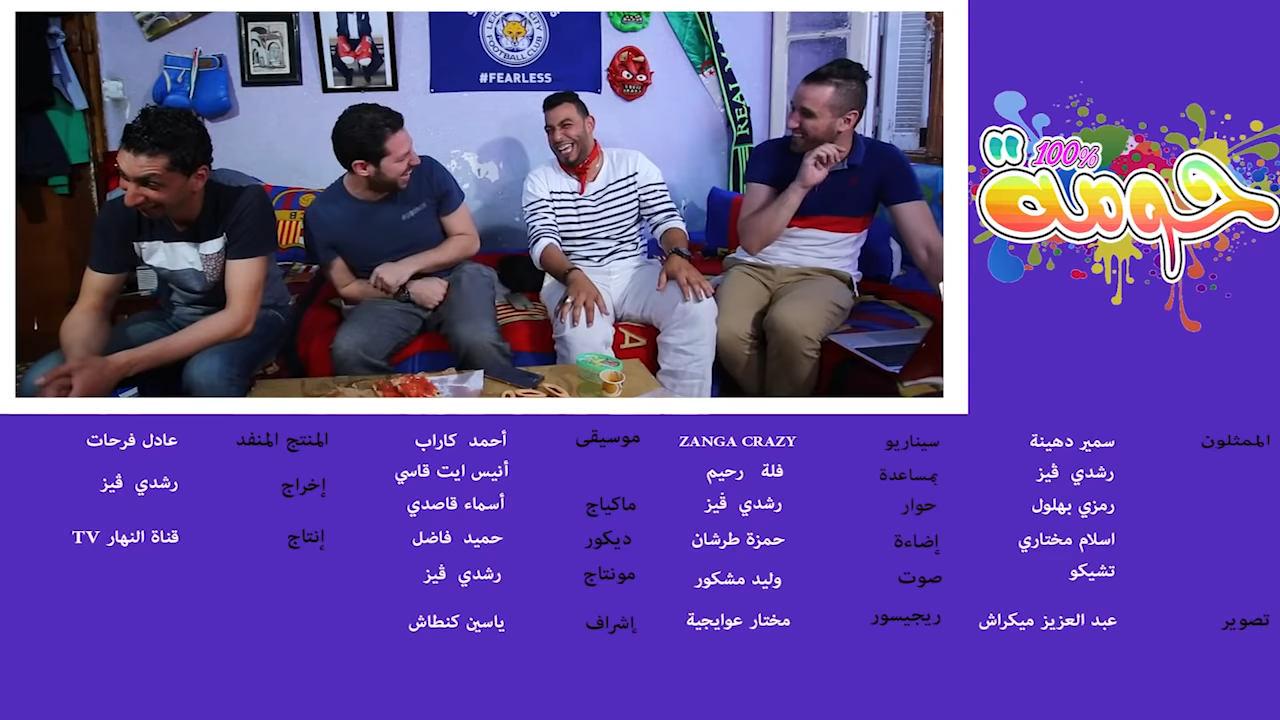 LEICESTER CITY
FOOTBALL CLUB
#FEARLESS
REAL
100%
حومة
الممثلون
سمير دهينة
رشدي ڤيز
رمزي بهلول
اسلام مختاري
تشيكو
تصوير عبد العزيز ميكراش
سيناريو ZANGA CRAZY
بمساعدة فلة رحيم
حوار رشدي ڤيز
إضاءة حمزة طرشان
صوت وليد مشكور
ريجيسور مختار عوايجية
موسيقى أحمد كاراب
أنيس ايت قاسي
ماكياج أسماء قاصدي
ديكور حميد فاضل
مونتاج رشدي ڤيز
إشراف ياسين كنطاش
المنتج المنفد عادل فرحات
إخراج رشدي ڤيز
إنتاج قناة النهار TV